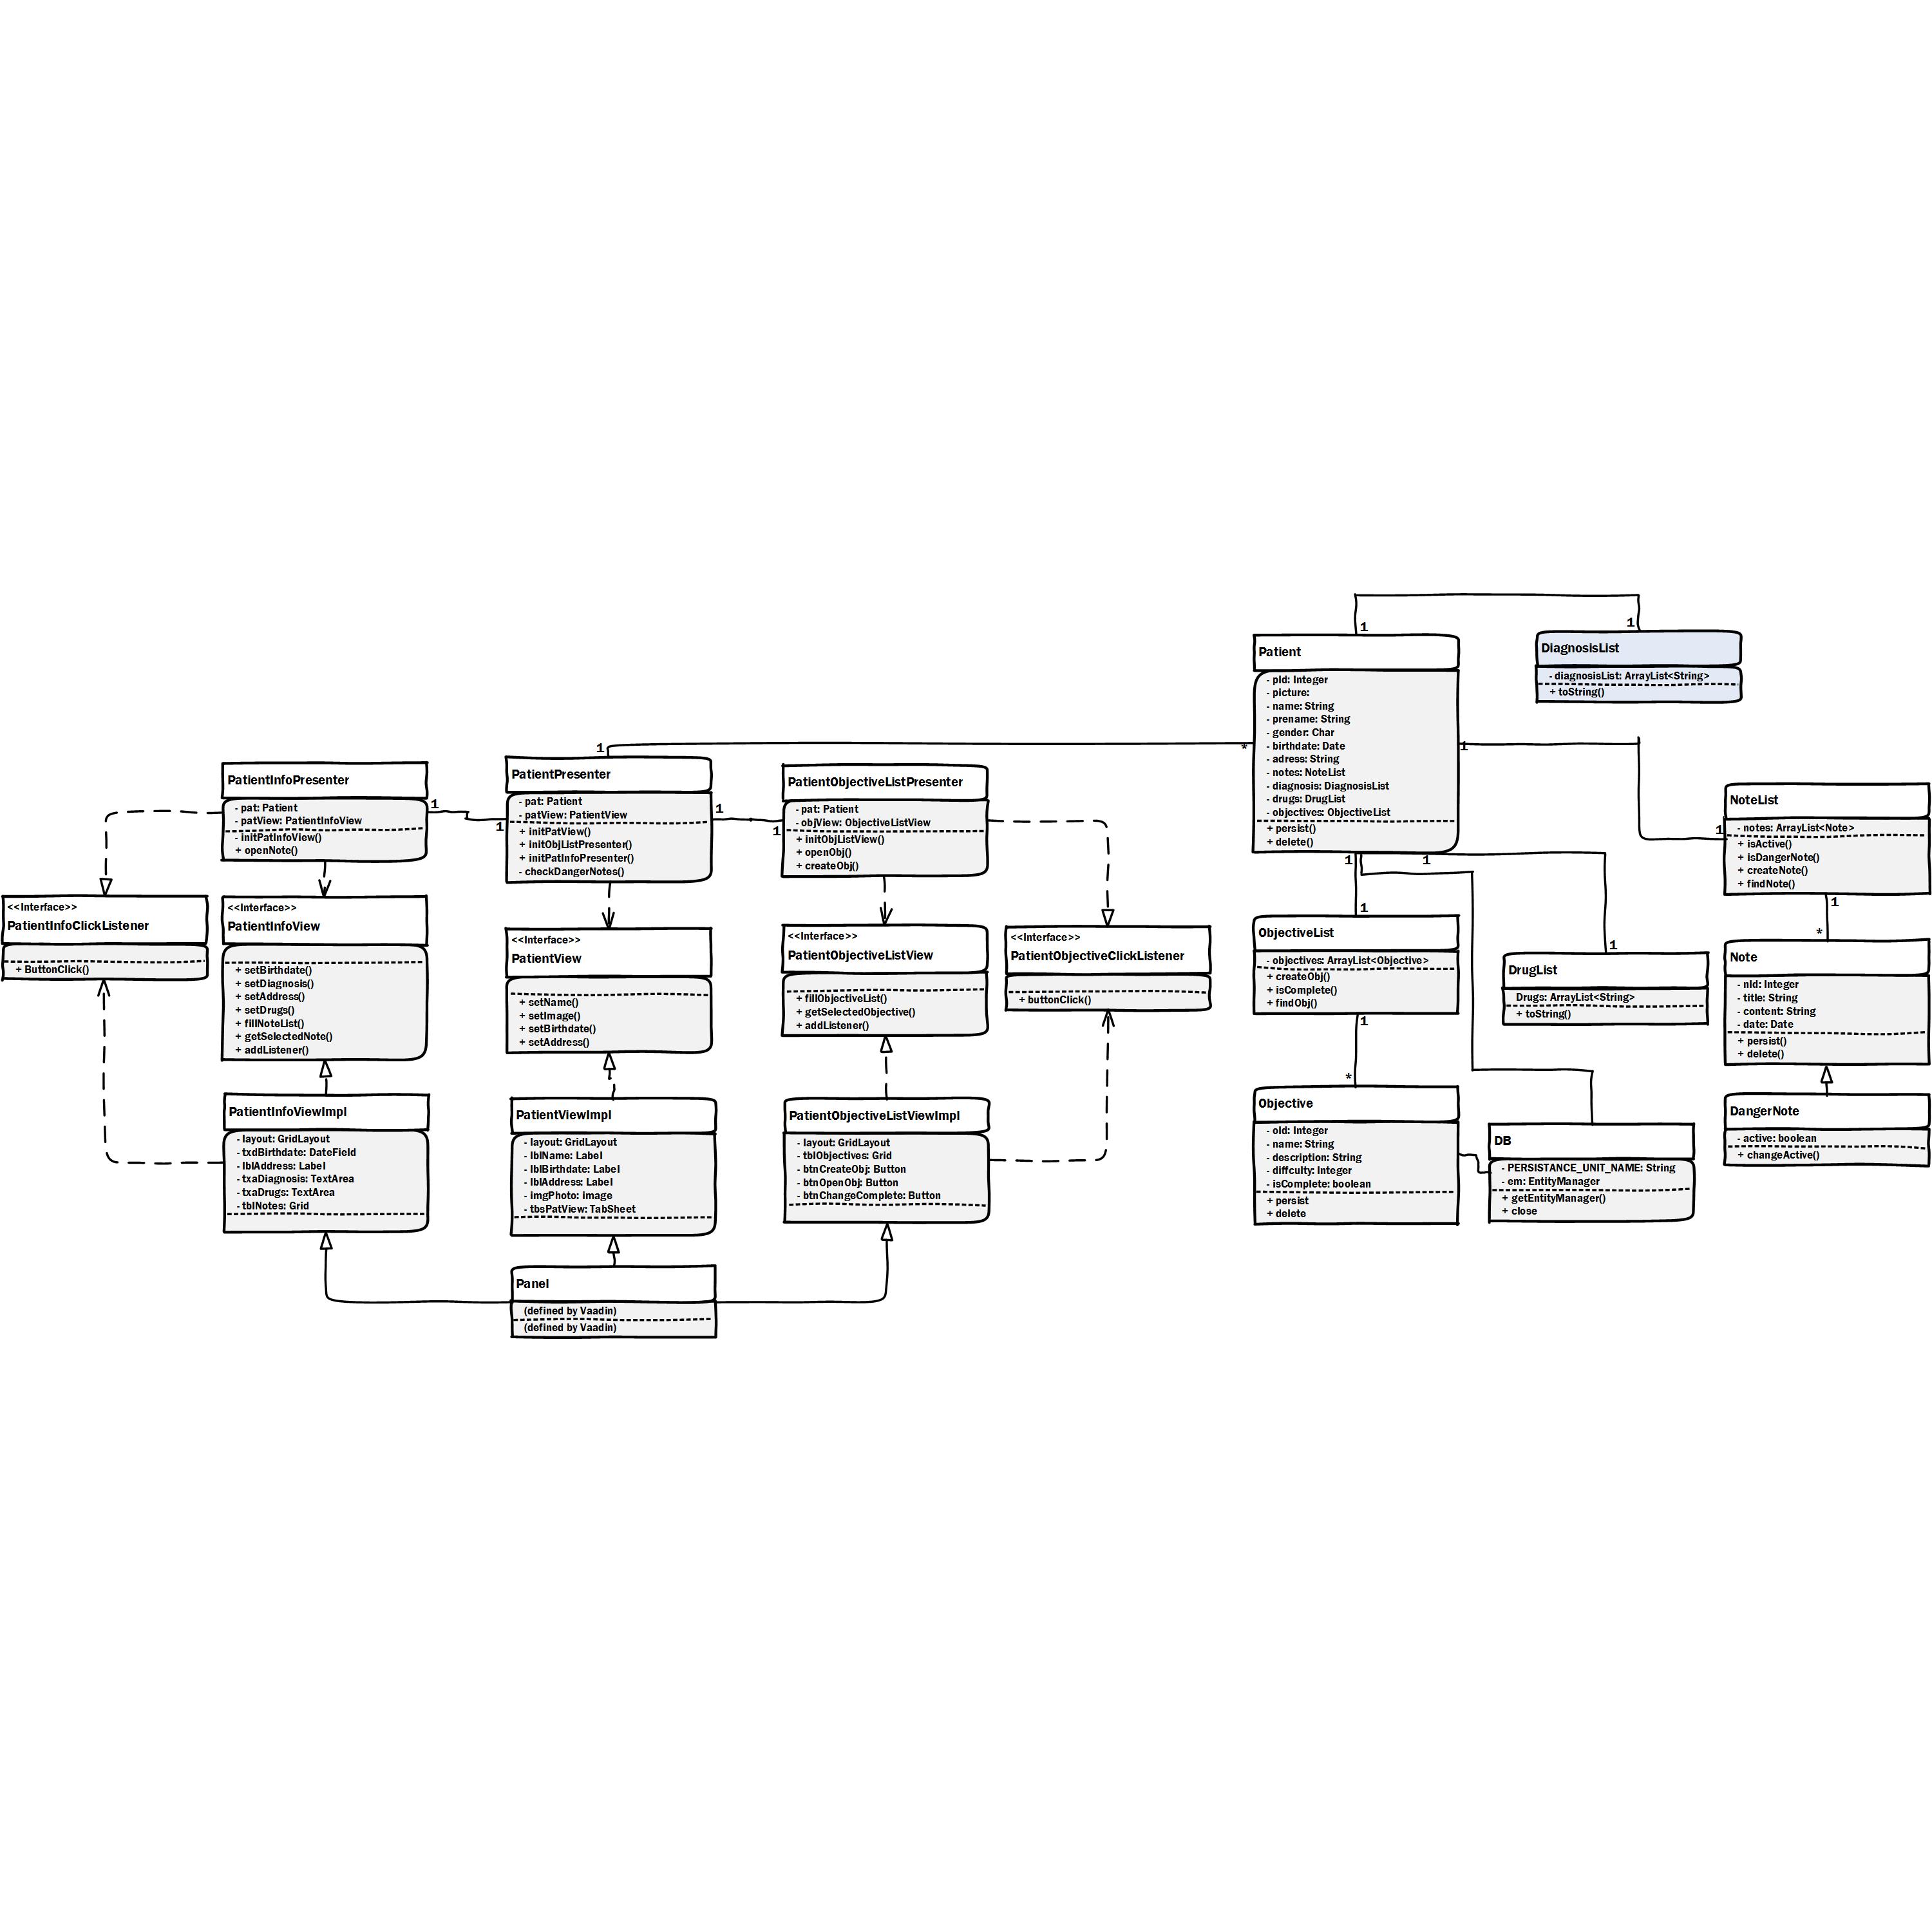 PatientInfoPresenter
- pat: Patient
- patView: PatientInfoView
- initPatInfoView()
+ openNote()
1
1
PatientPresenter
- pat: Patient
- patView: PatientView
+ initPatView()
+ initObjListPresenter()
+ initPatInfoPresenter()
- checkDangerNotes()
1
1
1
*
PatientObjectiveListPresenter
- pat: Patient
- objView: ObjectiveListView
+ initObjListView()
+ openObj()
+ createObj()
<<Interface>>
PatientInfoClickListener
+ ButtonClick()
<<Interface>>
PatientInfoView
+ setBirthdate()
+ setDiagnosis()
+ setAddress()
+ setDrugs()
+ fillNoteList()
+ getSelectedNote()
+ addListener()
<<Interface>>
PatientView
+ setName()
+ setImage()
+ setBirthdate()
+ setAddress()
<<Interface>>
PatientObjectiveListView
+ fillObjectiveList()
+ getSelectedObjective()
+ addListener()
<<Interface>>
PatientObjectiveClickListener
+ buttonClick()
PatientInfoViewImpl
- layout: GridLayout
- txdBirthdate: DateField
- lblAddress: Label
- txaDiagnosis: TextArea
- txaDrugs: TextArea
- tblNotes: Grid
PatientViewImpl
- layout: GridLayout
- lblName: Label
- lblBirthdate: Label
- lblAddress: Label
- imgPhoto: image
- tbsPatView: TabSheet
PatientObjectiveListViewImpl
- layout: GridLayout
- tblObjectives: Grid
- btnCreateObj: Button
- btnOpenObj: Button
- btnChangeComplete: Button
Panel
(defined by Vaadin)
(defined by Vaadin)
1
1
Patient
- pId: Integer
- picture:
- name: String
- prename: String
- gender: Char
- birthdate: Date
- adress: String
- notes: NoteList
- diagnosis: DiagnosisList
- drugs: DrugList
- objectives: ObjectiveList
+ persist()
+ delete()
DiagnosisList
- diagnosisList: ArrayList<String>
+ toString()
1
1
NoteList
- notes: ArrayList<Note>
+ isActive()
+ isDangerNote()
+ createNote()
+ findNote()
1
*
1
1
1
1
ObjectiveList
- objectives: ArrayList<Objective>
+ createObj()
+ isComplete()
+ findObj()
1
*
DrugList
Drugs: ArrayList<String>
+ toString()
Note
- nId: Integer
- title: String
- content: String
- date: Date
+ persist()
+ delete()
Objective
- oId: Integer
- name: String
- description: String
- diffculty: Integer
- isComplete: boolean
+ persist
+ delete
DB
- PERSISTANCE_UNIT_NAME: String
- em: EntityManager
+ getEntityManager()
+ close
DangerNote
- active: boolean
+ changeActive()